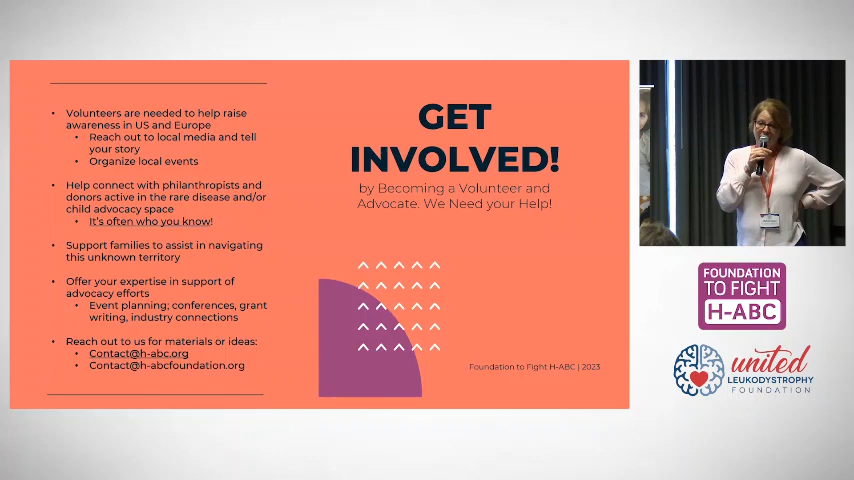 • Volunteers are needed to help raise
awareness in US and Europe
• Reach out to local media and tell
your story
• Organize local events
• Help connect with philanthropists and
donors active in the rare disease and/or
child advocacy space
• It's often who you know!
• Support families to assist in navigating
this unknown territory
• Offer your expertise in support of
advocacy efforts
• Event planning; conferences, grant
writing, industry connections
• Reach out to us for materials or ideas:
• Contact@h-abc.org
• Contact@h-abcfoundation.org
GET
INVOLVED!
by Becoming a Volunteer and
Advocate. We Need your Help!
Foundation to Fight H-ABC | 2023
FOUNDATION
TO FIGHT
H-ABC
united
LEUKODYSTROPHY
FOUNDATION